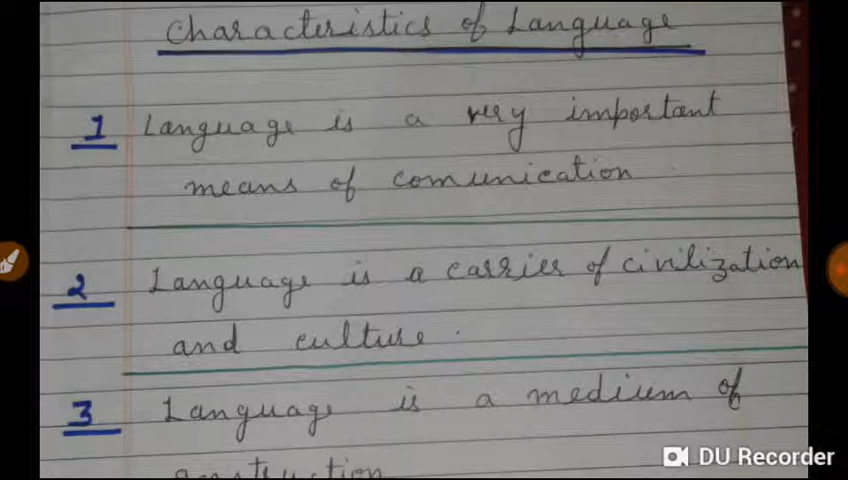 Characteristics of Language
1 Language is a very important
means of comunication
2 Language is a carrier of civilization
and culture.
3 Language is a medium of
DU Recorder